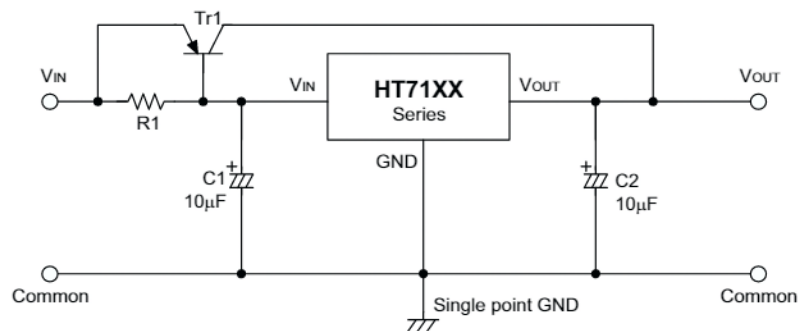 Tr1
VIN
R1
VIN
HT71XX
Series
VOUT
VOUT
GND
+
C1
10μF
+
C2
10μF
Common
Single point GND
Common